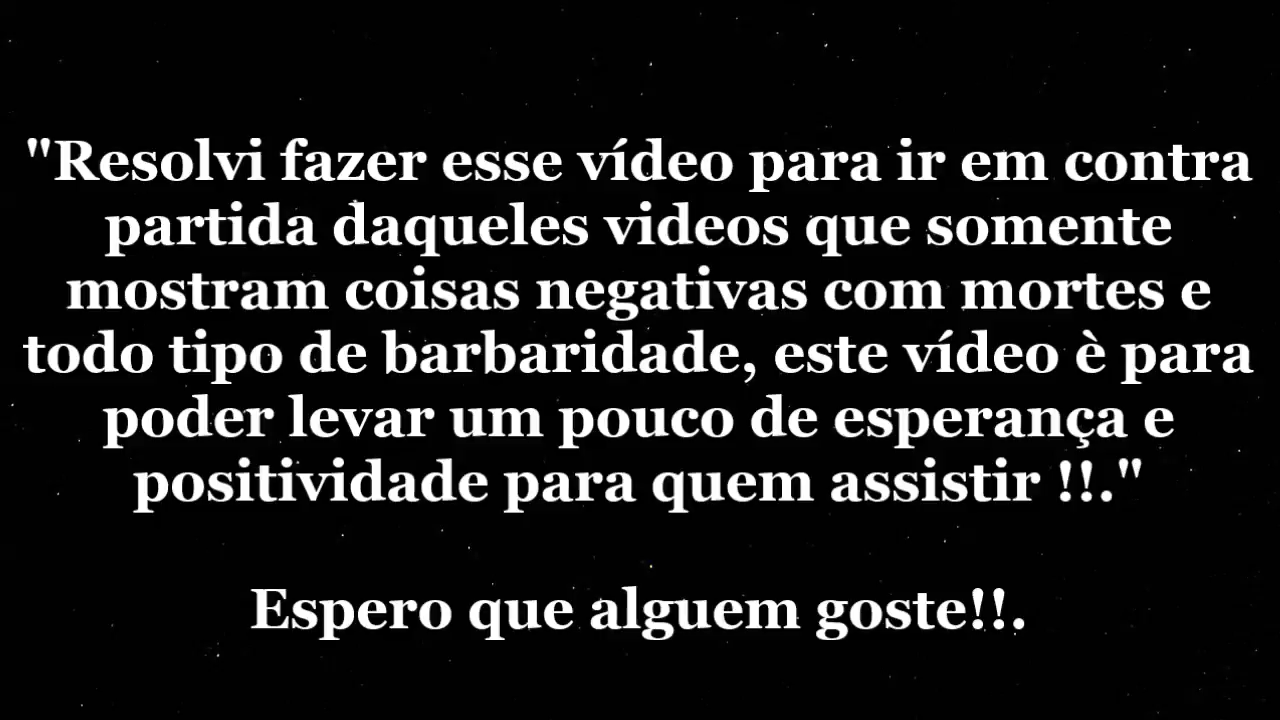 "Resolvi fazer esse vídeo para ir em contra
partida daqueles videos que somente
mostram coisas negativas com mortes e
todo tipo de barbaridade, este vídeo è para
poder levar um pouco de esperança e
positividade para quem assistir !!."
Espero que alguem goste!!.